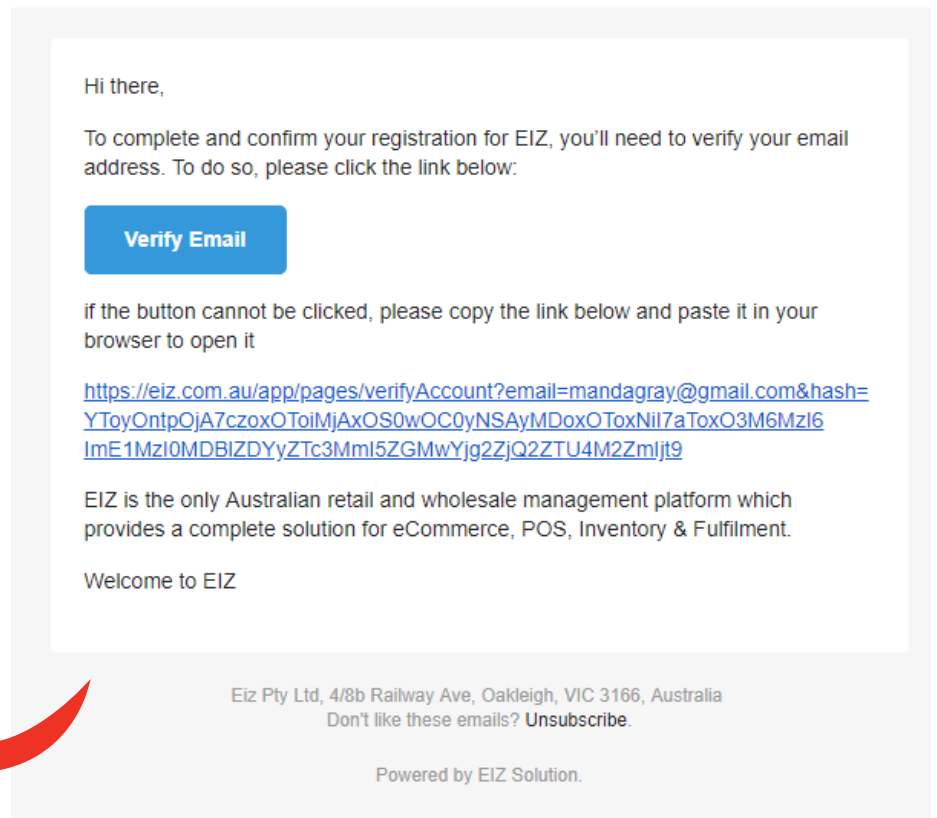 Hi there,
To complete and confirm your registration for EIZ, you’ll need to verify your email
address. To do so, please click the link below:
Verify Email
if the button cannot be clicked, please copy the link below and paste it in your
browser to open it
https://eiz.com.au/app/pages/verifyAccount?email=mandagray@gmail.com&hash=
YToyOntpOjA7czoxOToiMjAxOS0wOC0yNSAyMDoxOToxNiI7aToxO3M6MzI6
ImE1MzI0MDBlZDYyZTc3MmI5ZGMwYjg2ZjQ2ZTU4M2ZmIjt9
EIZ is the only Australian retail and wholesale management platform which
provides a complete solution for eCommerce, POS, Inventory & Fulfilment.
Welcome to EIZ
Eiz Pty Ltd, 4/8b Railway Ave, Oakleigh, VIC 3166, Australia
Don't like these emails? Unsubscribe.
Powered by EIZ Solution.